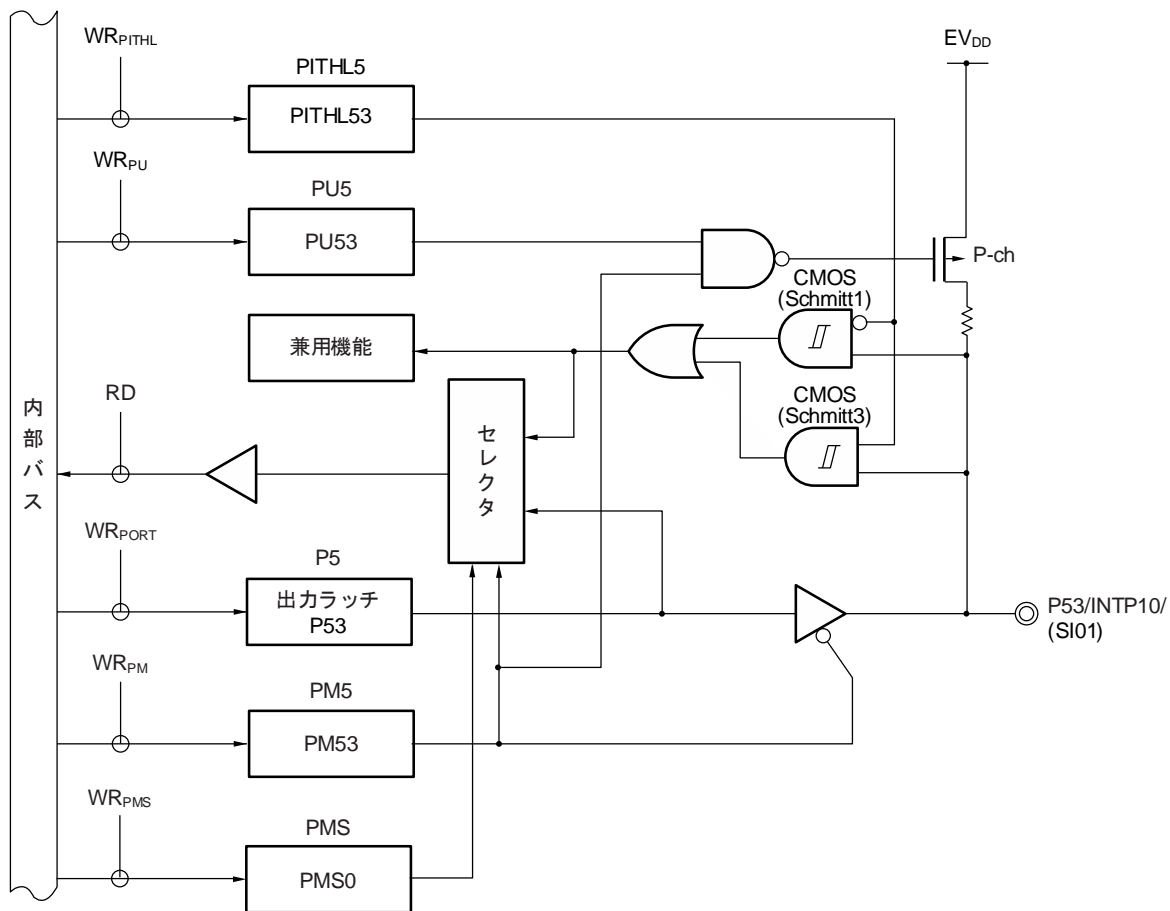 WRPITHL
EVDD
PITHL5
PITHL53
WRPU
PU5
PU53
P-ch
CMOS
(Schmitt1)
兼用機能
RD
CMOS
(Schmitt3)
内部バス
セレクタ
WRPORT
P5
出力ラッチ
P53
P53/INTP10/
(SI01)
WRPM
PM5
PM53
WRPMS
PMS
PMS0